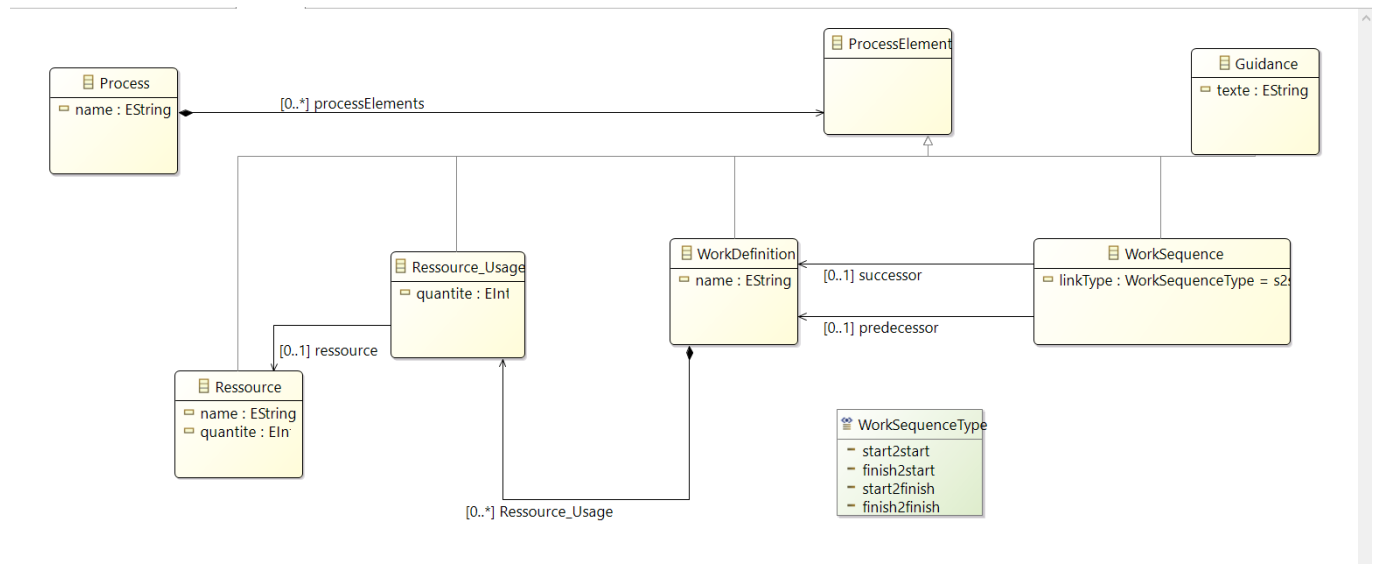 ProcessElement
Guidance
texte : EString
Process
name : EString
[0..*] processElements
Ressource_Usage
quantite : EInt
WorkDefinition
name : EString
WorkSequence
linkType : WorkSequenceType = s2s
[0..1] successor
[0..1] predecessor
[0..1] ressource
Ressource
name : EString
quantite : EInt
WorkSequenceType
start2start
finish2start
start2finish
finish2finish
[0..*] Ressource_Usage